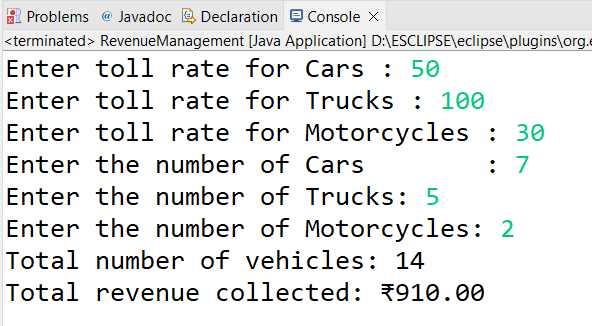 Problems @ Javadoc Declaration Console ×
<terminated> RevenueManagement [Java Application] D:\ESCLIPSE\eclipse\plugins\org.e
Enter toll rate for Cars : 50
Enter toll rate for Trucks : 100
Enter toll rate for Motorcycles : 30
Enter the number of Cars        : 7
Enter the number of Trucks: 5
Enter the number of Motorcycles: 2
Total number of vehicles: 14
Total revenue collected: ₹910.00